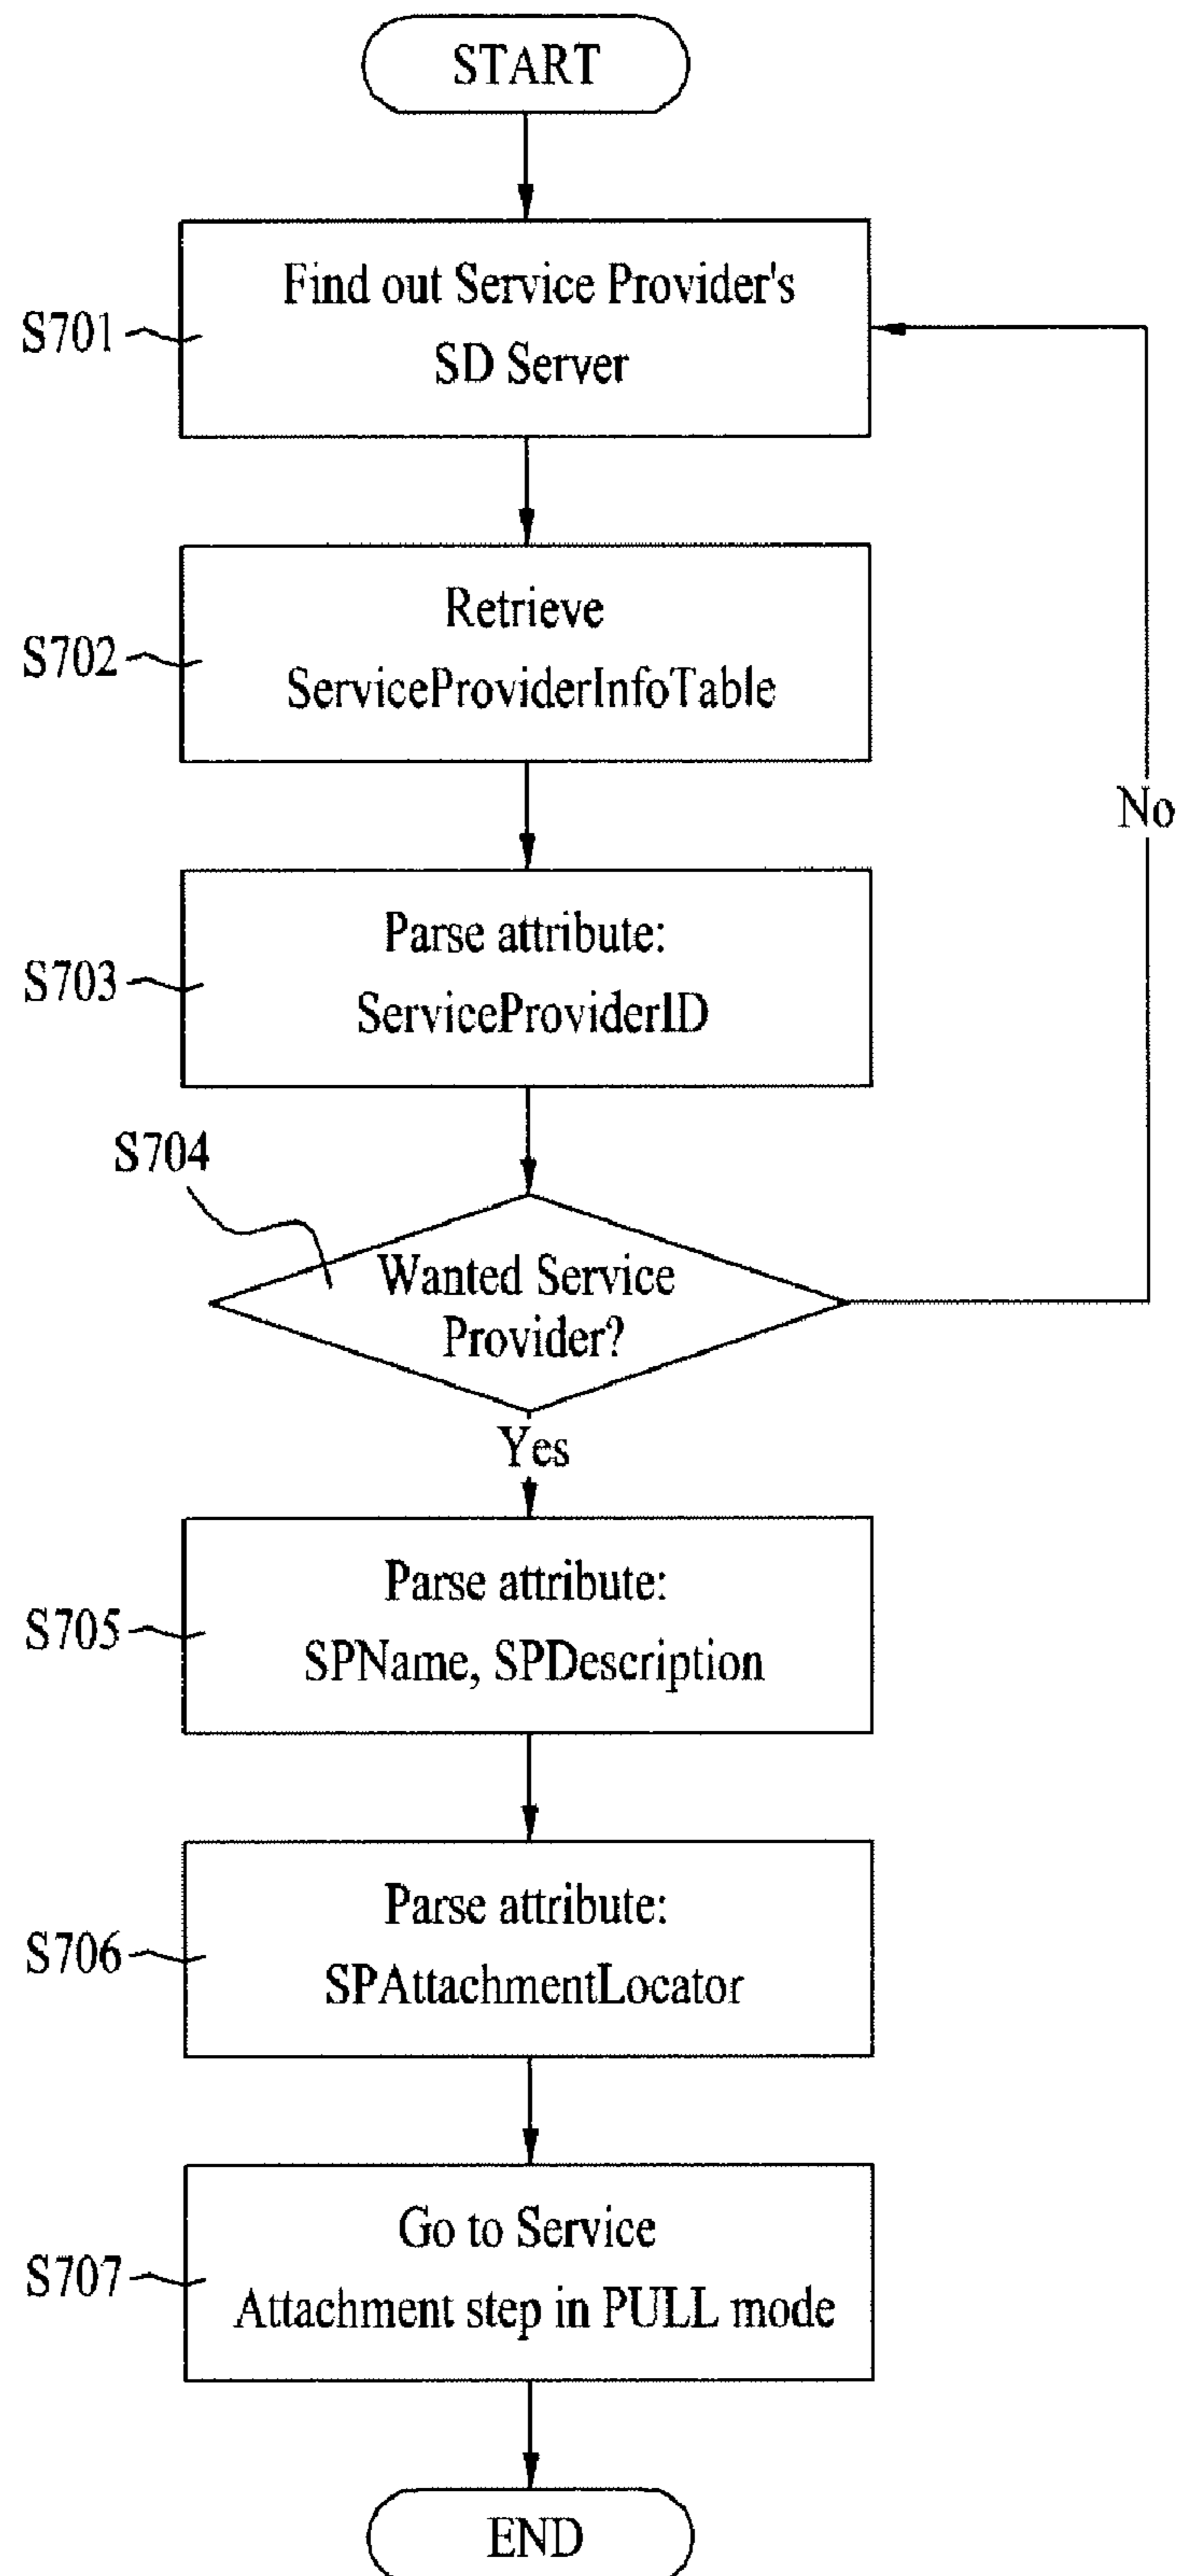 START
Find out Service Provider's
S701
SD Server
Retrieve
S702
ServiceProviderInfoTable
No
Parse attribute:
S703
ServiceProviderID
S704
Wanted Service
Provider?
Yes
Parse attribute:
S705
SPName, SPDescription
Parse attribute:
S706
SPAttachmentLocator
Go to Service
S707
Attachment step in PULL mode
END